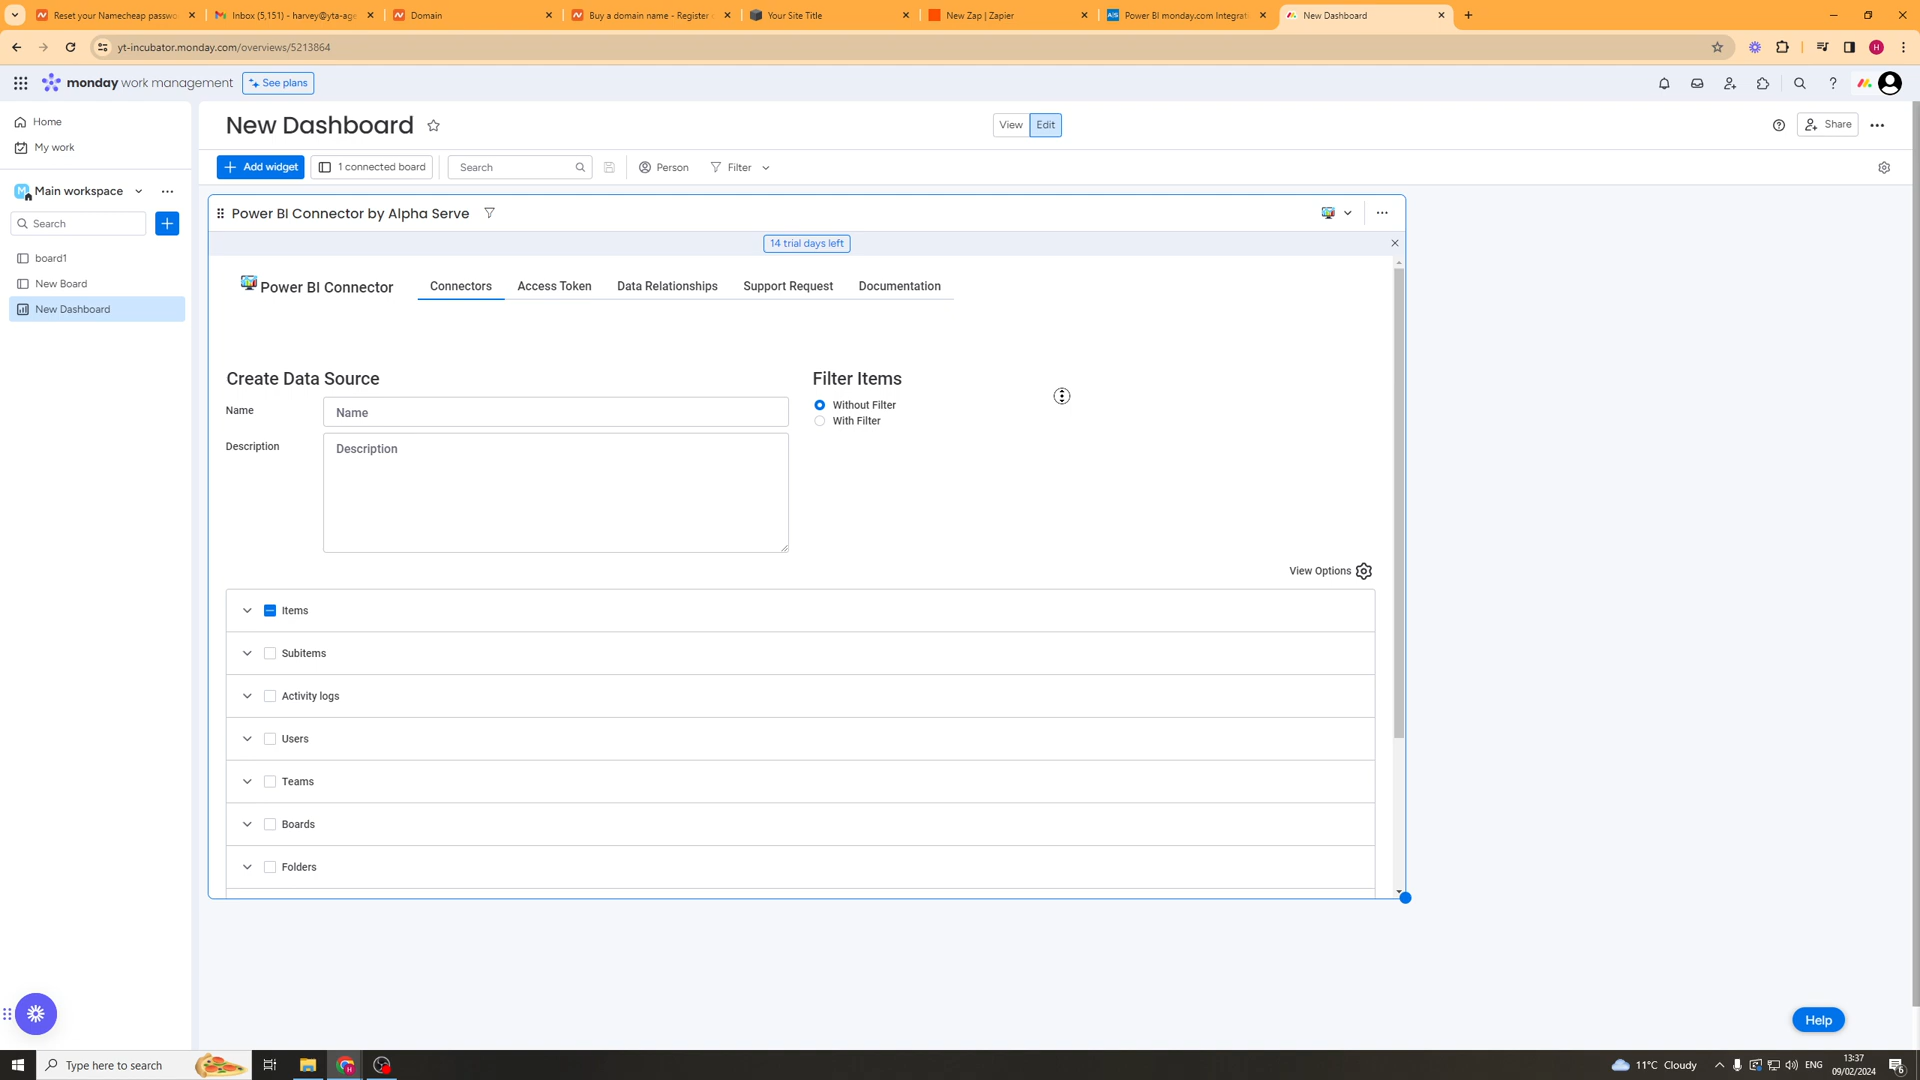 Reset your Namecheap passwo
Inbox (5,151) - harvey@yta-age
Domain
Buy a domain name - Register
Your Site Title
New Zap | Zapier
Power BI monday.com Integrati
New Dashboard
yt-incubator.monday.com/overviews/5213864
H
monday work management
See plans
Home
My work
M Main workspace
Search
board1
New Board
New Dashboard
New Dashboard
View
Edit
Share
Add widget
1 connected board
Search
Person
Filter
Power BI Connector by Alpha Serve
14 trial days left
Power BI Connector
Connectors
Access Token
Data Relationships
Support Request
Documentation
Create Data Source
Name
Name
Description
Description
Filter Items
Without Filter
With Filter
View Options
Items
Subitems
Activity logs
Users
Teams
Boards
Folders
Help
Type here to search
11°C Cloudy
ENG
13:37
09/02/2024
6